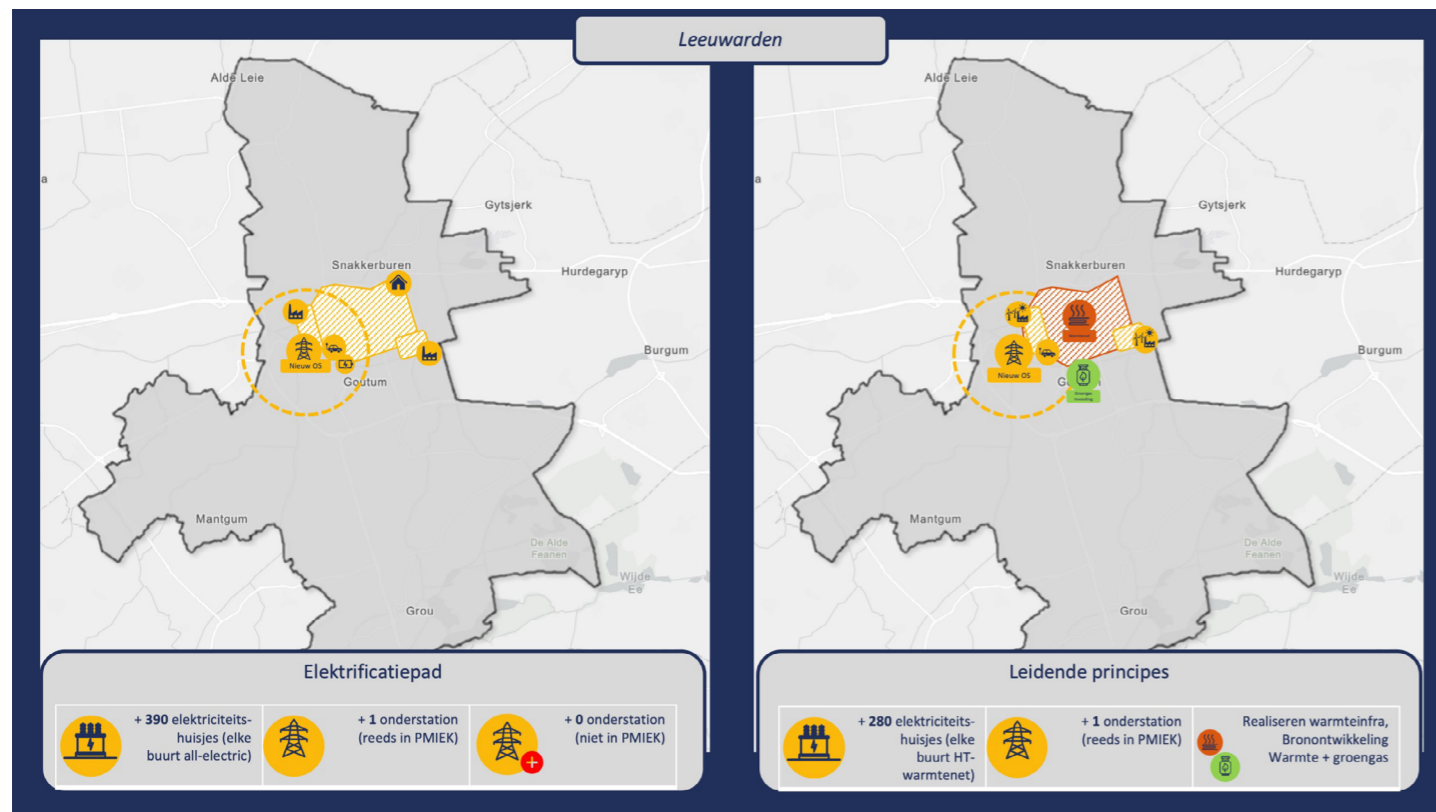 Leeuwarden
Alde Leie
a
Gytsjerk
Snakkerburen
Hurdegaryp
Burgum
Nieuw OS
Goutum
Mantgum
De Alde
Feanen
Wijde
Ee
Grou
Elektrificatiepad
+ 390 elektriciteits-
huisjes (elke
buurt all-electric)
+ 1 onderstation
(reeds in PMIEK)
+ 0 onderstation
(niet in PMIEK)
Alde Leie
a
Gytsjerk
Snakkerburen
Hurdegaryp
Burgum
Nieuw OS
Mantgum
De Alde
Feanen
Wijde
Ee
Grou
Leidende principes
+ 280 elektriciteits-
huisjes (elke
buurt HT-
warmtenet)
+ 1 onderstation
(reeds in PMIEK)
Realiseren warmteinfra,
Bronontwikkeling
Warmte + groengas